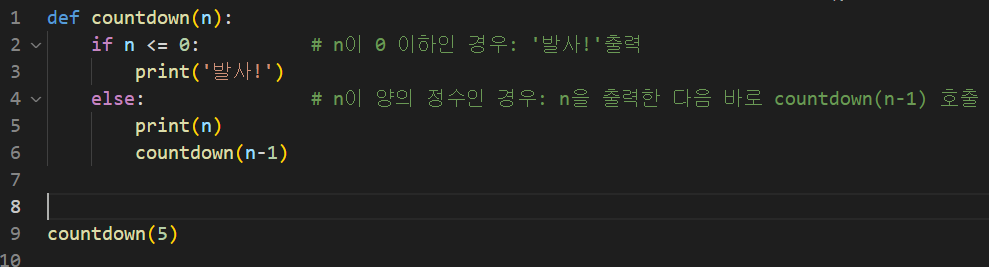 1 def countdown(n):
2 if n <= 0: # n이 0 이하인 경우: '발사!'출력
3 print('발사!')
4 else: # n이 양의 정수인 경우: n을 출력한 다음 바로 countdown(n-1) 호출
5 print(n)
6 countdown(n-1)
7
8
9 countdown(5)
10